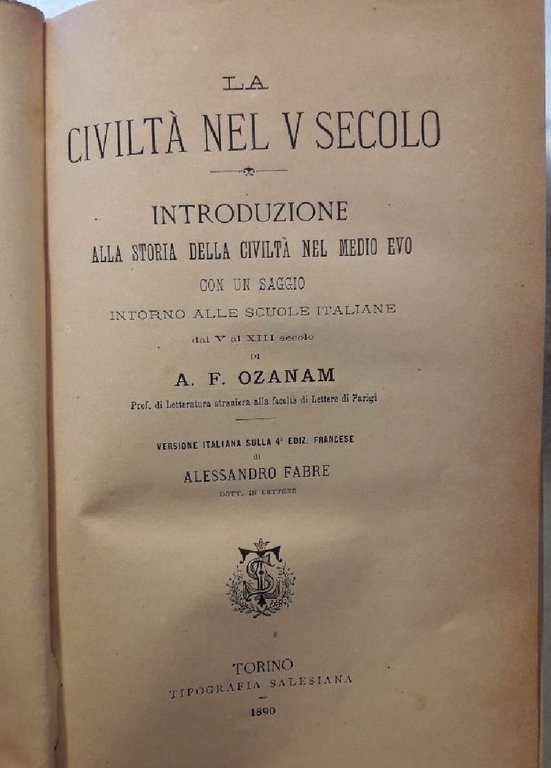 LA
CIVILTÀ NEL V SECOLO
INTRODUZIONE
ALLA STORIA DELLA CIVILTÀ NEL MEDIO EVO
CON UN SAGGIO
INTORNO ALLE SCUOLE ITALIANE
dal V al XIII secolo
DI
A. F. OZANAM
Prof. di Letteratura straniera alla facoltà di Lettere di Parigi
VERSIONE ITALIANA SULLA 4ª EDIZ. FRANCESE
di
ALESSANDRO FABRE
DOTT. IN LETTERE
TORINO
TIPOGRAFIA SALESIANA
1890